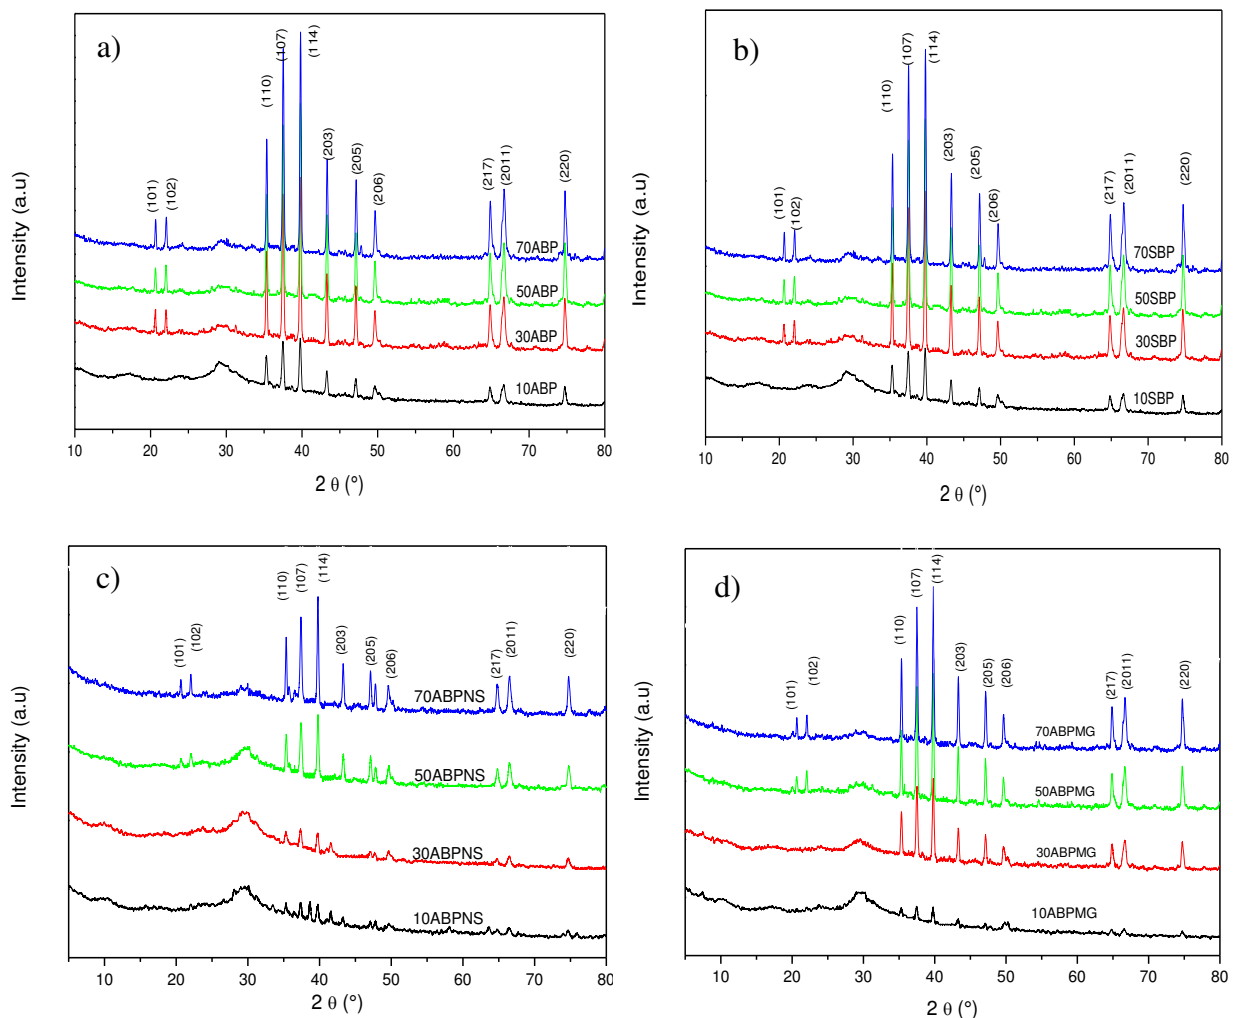 a)
(101)
(102)
(110)
(107)
(114)
(203)
(205)
(206)
(217)
(2011)
(220)
70ABP
50ABP
30ABP
10ABP
Intensity (a.u)
10 20 30 40 50 60 70 80
2 θ (°)
b)
(101)
(102)
(110)
(107)
(114)
(203)
(205)
(206)
(217)
(2011)
(220)
70SBP
50SBP
30SBP
10SBP
Intensity (a.u)
10 20 30 40 50 60 70 80
2 θ (°)
c)
(101)
(102)
(110)
(107)
(114)
(203)
(205)
(206)
(217)
(2011)
(220)
70ABPNS
50ABPNS
30ABPNS
10ABPNS
Intensity (a.u)
10 20 30 40 50 60 70 80
2 θ (°)
d)
(101)
(102)
(110)
(107)
(114)
(203)
(205)
(206)
(217)
(2011)
(220)
70ABPMG
50ABPMG
30ABPMG
10ABPMG
Intensity (a.u)
10 20 30 40 50 60 70 80
2 θ (°)